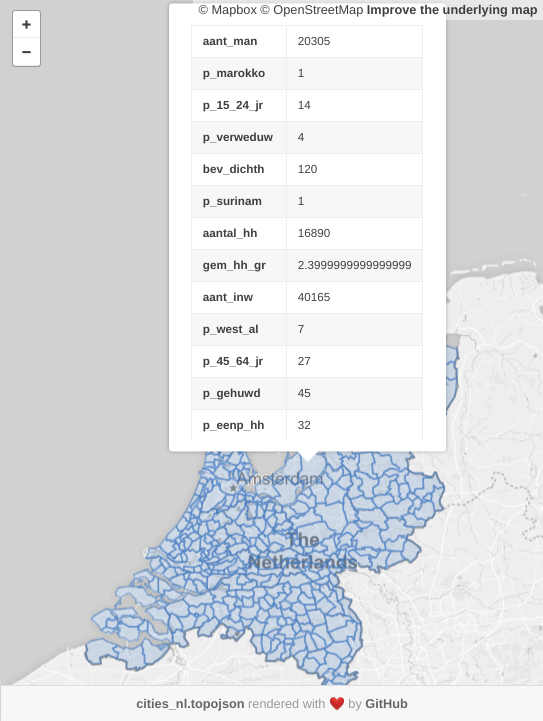 +
−
© Mapbox © OpenStreetMap Improve the underlying map
aant_man 20305
p_marokko 1
p_15_24_jr 14
p_verweduw 4
bev_dichth 120
p_surinam 1
aantal_hh 16890
gem_hh_gr 2.3999999999999999
aant_inw 40165
p_west_al 7
p_45_64_jr 27
p_gehuwd 45
p_eenp_hh 32
Amsterdam
The
Netherlands
cities_nl.topojson rendered with ❤️ by GitHub